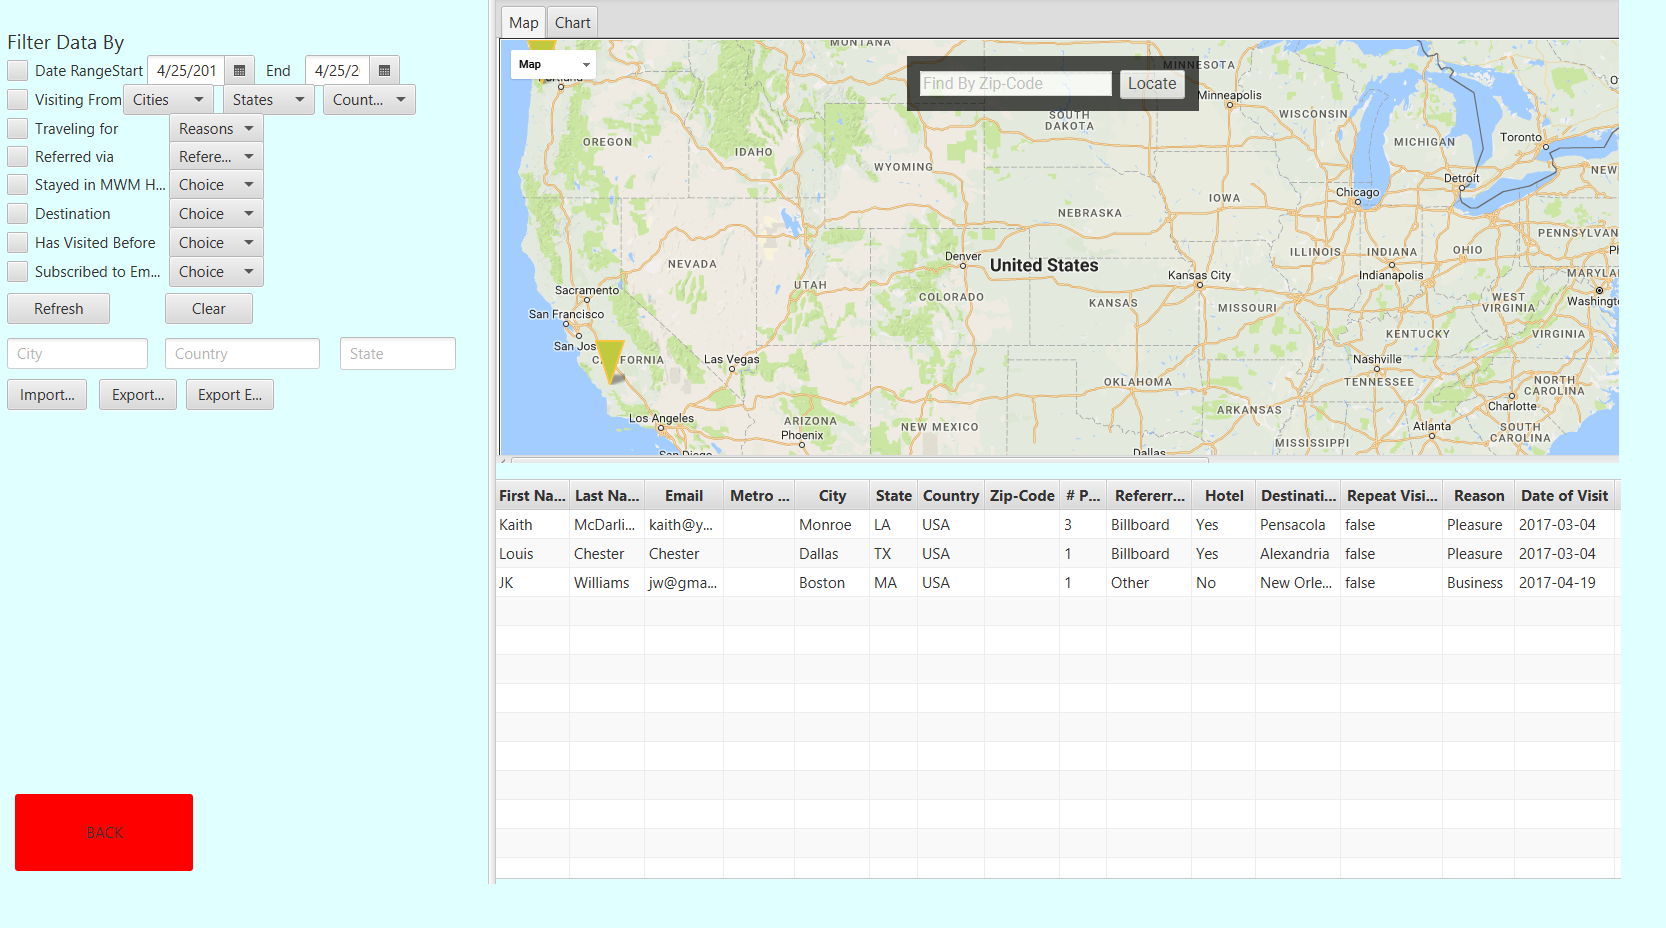 Filter Data By
Date Range Start 4/25/201 End 4/25/2
Visiting From Cities States Count...
Traveling for Reasons
Referred via Refere...
Stayed in MWM H... Choice
Destination Choice
Has Visited Before Choice
Subscribed to Em... Choice
Refresh Clear
City Country State
Import... Export... Export E...
BACK
Map Chart
Map
Find By Zip-Code Locate
MONTANA
MINNESOTA
Minneapolis
SOUTH
DAKOTA
WISCONSIN
MICHIGAN
Toronto
OREGON
IDAHO
WYOMING
NEW
Detroit
Chicago
IOWA
NEBRASKA
PENNSYLVAN
ILLINOIS
INDIANA
OHIO
NEVADA
Denver
United States
Kansas City
Indianapolis
MARYLA
UTAH
COLORADO
KANSAS
MISSOURI
WEST
VIRGINIA
Washingt
Sacramento
San Francisco
San Jos
KENTUCKY
VIRGINIA
Las Vegas
Nashville
TENNESSEE
OKLAHOMA
NORTH
CAROLINA
Charlotte
ARKANSAS
Los Angeles
ARIZONA
Phoenix
NEW MEXICO
Atlanta
SOUTH
CAROLINA
MISSISSIPPI
San Diego
Dallas
First Na... Last Na... Email Metro ... City State Country Zip-Code # P... Refererr... Hotel Destinati... Repeat Visi... Reason Date of Visit
Kaith McDarli... kaith@y... Monroe LA USA 3 Billboard Yes Pensacola false Pleasure 2017-03-04
Louis Chester Chester Dallas TX USA 1 Billboard Yes Alexandria false Pleasure 2017-03-04
JK Williams jw@gma... Boston MA USA 1 Other No New Orle... false Business 2017-04-19